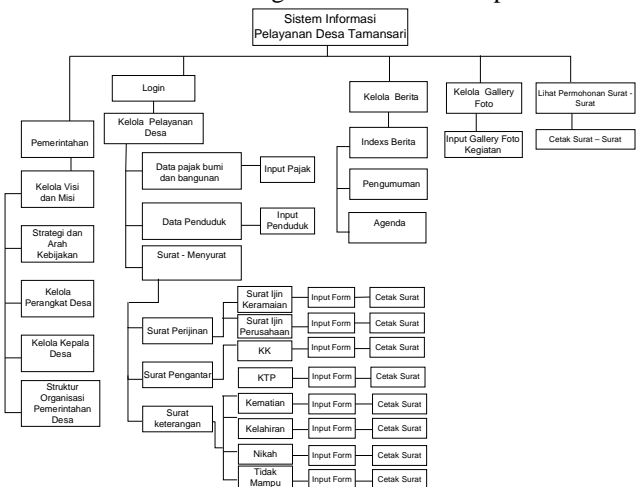 Sistem Informasi
Pelayanan Desa Tamansari
Login
Kelola Berita
Kelola Gallery
Foto
Lihat Permohonan Surat -
Surat
Pemerintahan
Kelola Pelayanan
Desa
Indexs Berita
Input Gallery Foto
Kegiatan
Cetak Surat – Surat
Kelola Visi
dan Misi
Data pajak bumi
dan bangunan
Input Pajak
Pengumuman
Strategi dan
Arah
Kebijakan
Data Penduduk
Input
Penduduk
Agenda
Surat - Menyurat
Kelola
Perangkat Desa
Kelola Kepala
Desa
Struktur
Organisasi
Pemerintahan
Desa
Surat Perijinan
Surat Ijin
Keramaian
Input Form
Cetak Surat
Surat Ijin
Perusahaan
Input Form
Cetak Surat
Surat Pengantar
KK
Input Form
Cetak Surat
KTP
Input Form
Cetak Surat
Surat
keterangan
Kematian
Input Form
Cetak Surat
Kelahiran
Input Form
Cetak Surat
Nikah
Input Form
Cetak Surat
Tidak
Mampu
Input Form
Cetak Surat